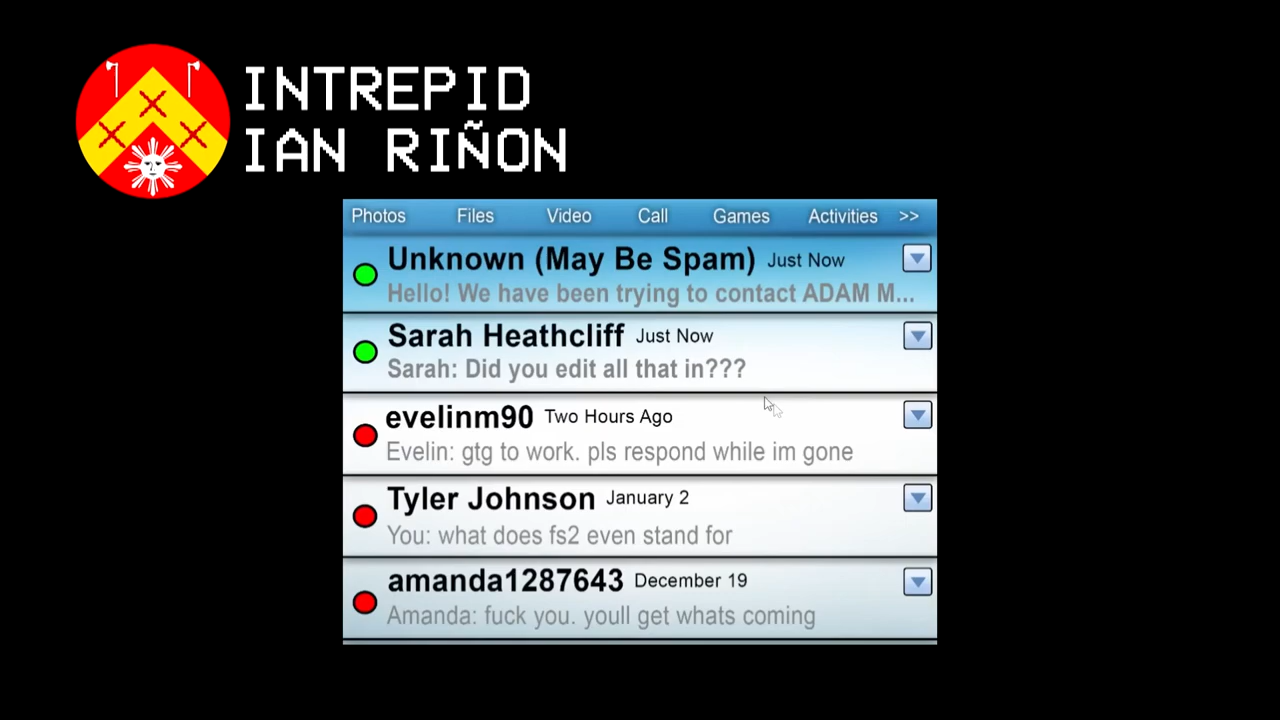 INTREPID
IAN RIÑON
Photos Files Video Call Games Activities >>
Unknown (May Be Spam) Just Now
Hello! We have been trying to contact ADAM M...
Sarah Heathcliff Just Now
Sarah: Did you edit all that in???
evelinm90 Two Hours Ago
Evelin: gtg to work. pls respond while im gone
Tyler Johnson January 2
You: what does fs2 even stand for
amanda1287643 December 19
Amanda: fuck you. youll get whats coming